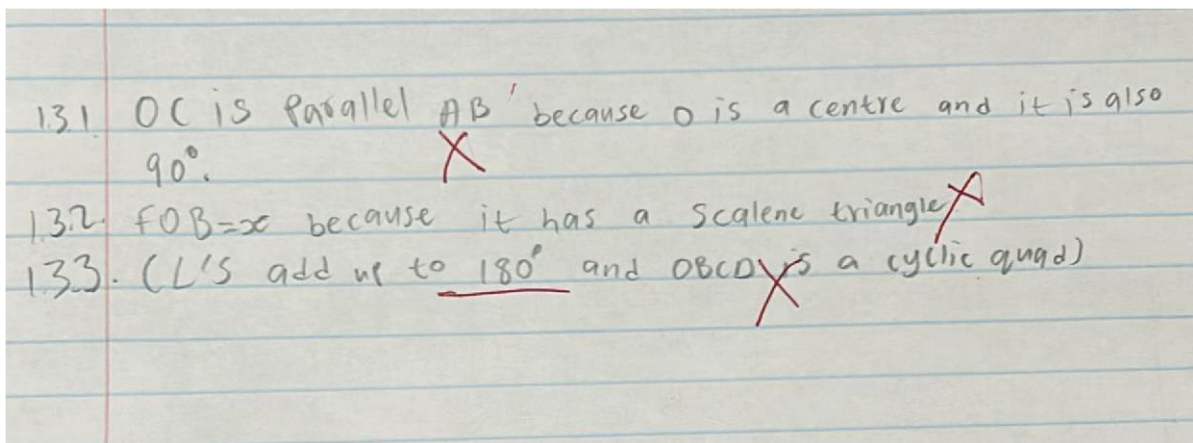 1.3.1. OC is Parallel AB' because O is a centre and it is also
90°.
1.3.2. FOB=x because it has a scalene triangle
1.3.3. (L'S add up to 180° and OBCD is a cyclic quad)